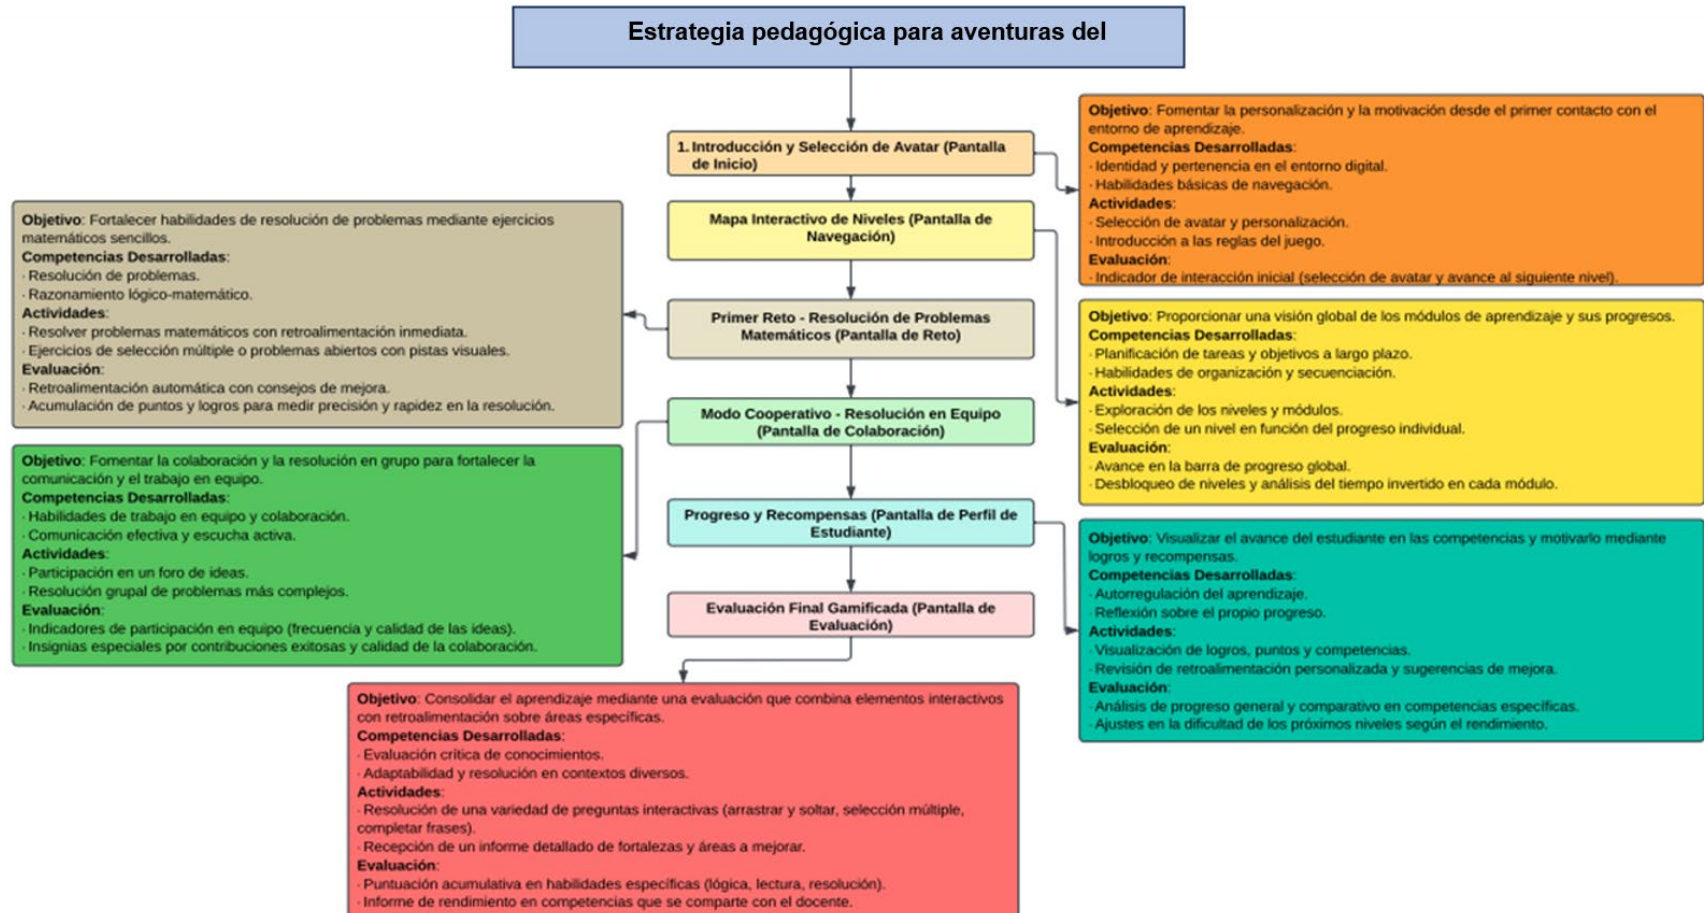 Estrategia pedagógica para aventuras del
1. Introducción y Selección de Avatar (Pantalla
de Inicio)
Mapa Interactivo de Niveles (Pantalla de
Navegación)
Primer Reto - Resolución de Problemas
Matemáticos (Pantalla de Reto)
Modo Cooperativo - Resolución en Equipo
(Pantalla de Colaboración)
Progreso y Recompensas (Pantalla de Perfil de
Estudiante)
Evaluación Final Gamificada (Pantalla de
Evaluación)
Objetivo: Fomentar la personalización y la motivación desde el primer contacto con el
entorno de aprendizaje.
Competencias Desarrolladas:
· Identidad y pertenencia en el entorno digital.
· Habilidades básicas de navegación.
Actividades:
· Selección de avatar y personalización.
· Introducción a las reglas del juego.
Evaluación:
· Indicador de interacción inicial (selección de avatar y avance al siguiente nivel).
Objetivo: Proporcionar una visión global de los módulos de aprendizaje y sus progresos.
Competencias Desarrolladas:
· Planificación de tareas y objetivos a largo plazo.
· Habilidades de organización y secuenciación.
Actividades:
· Exploración de los niveles y módulos.
· Selección de un nivel en función del progreso individual.
Evaluación:
· Avance en la barra de progreso global.
· Desbloqueo de niveles y análisis del tiempo invertido en cada módulo.
Objetivo: Fortalecer habilidades de resolución de problemas mediante ejercicios
matemáticos sencillos.
Competencias Desarrolladas:
· Resolución de problemas.
· Razonamiento lógico-matemático.
Actividades:
· Resolver problemas matemáticos con retroalimentación inmediata.
· Ejercicios de selección múltiple o problemas abiertos con pistas visuales.
Evaluación:
· Retroalimentación automática con consejos de mejora.
· Acumulación de puntos y logros para medir precisión y rapidez en la resolución.
Objetivo: Fomentar la colaboración y la resolución en grupo para fortalecer la
comunicación y el trabajo en equipo.
Competencias Desarrolladas:
· Habilidades de trabajo en equipo y colaboración.
· Comunicación efectiva y escucha activa.
Actividades:
· Participación en un foro de ideas.
· Resolución grupal de problemas más complejos.
Evaluación:
· Indicadores de participación en equipo (frecuencia y calidad de las ideas).
· Insignias especiales por contribuciones exitosas y calidad de la colaboración.
Objetivo: Visualizar el avance del estudiante en las competencias y motivarlo mediante
logros y recompensas.
Competencias Desarrolladas:
· Autorregulación del aprendizaje.
· Reflexión sobre el propio progreso.
Actividades:
· Visualización de logros, puntos y competencias.
· Revisión de retroalimentación personalizada y sugerencias de mejora.
Evaluación:
· Análisis de progreso general y comparativo en competencias específicas.
· Ajustes en la dificultad de los próximos niveles según el rendimiento.
Objetivo: Consolidar el aprendizaje mediante una evaluación que combina elementos interactivos
con retroalimentación sobre áreas específicas.
Competencias Desarrolladas:
· Evaluación crítica de conocimientos.
· Adaptabilidad y resolución en contextos diversos.
Actividades:
· Resolución de una variedad de preguntas interactivas (arrastrar y soltar, selección múltiple,
completar frases).
· Recepción de un informe detallado de fortalezas y áreas a mejorar.
Evaluación:
· Puntuación acumulativa en habilidades específicas (lógica, lectura, resolución).
· Informe de rendimiento en competencias que se comparte con el docente.